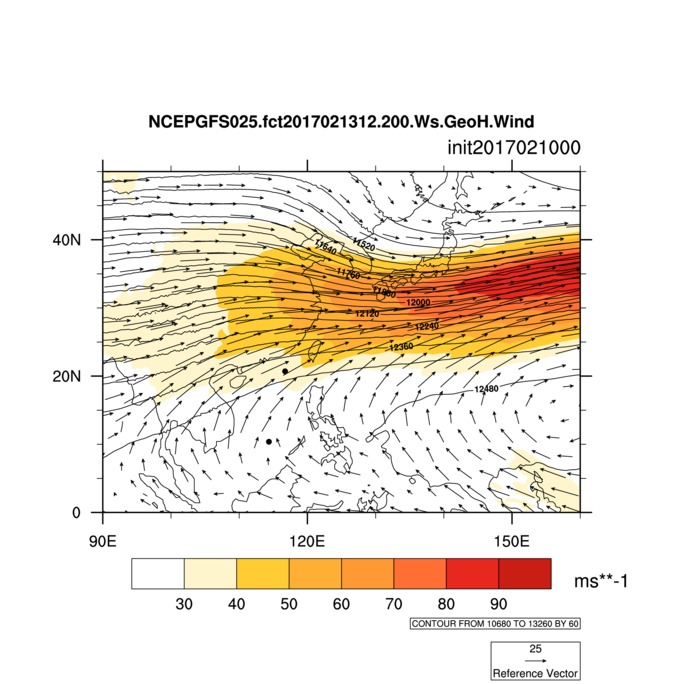 NCEPGFS025.fct2017021312.200.Ws.GeoH.Wind
init2017021000
40N
20N
0
11640
11520
11760
11880
12000
12120
12240
12360
12480
90E 120E 150E
30 40 50 60 70 80 90
ms**-1
CONTOUR FROM 10680 TO 13260 BY 60
25
Reference Vector